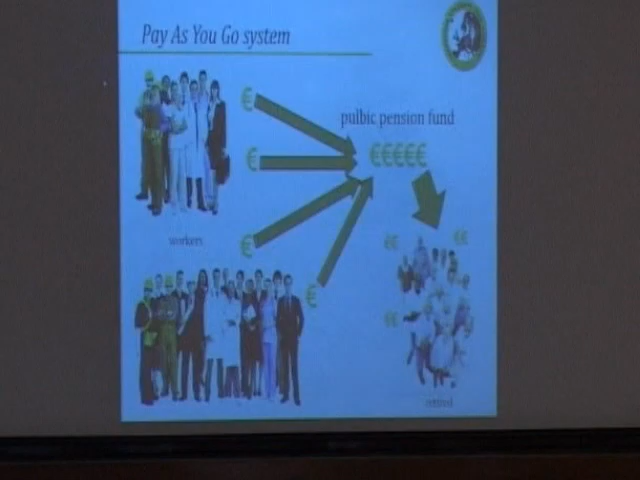 Pay As You Go system
€
pulbic pension fund
€
€€€€€
€
workers
€€
€€
€
€€
retired